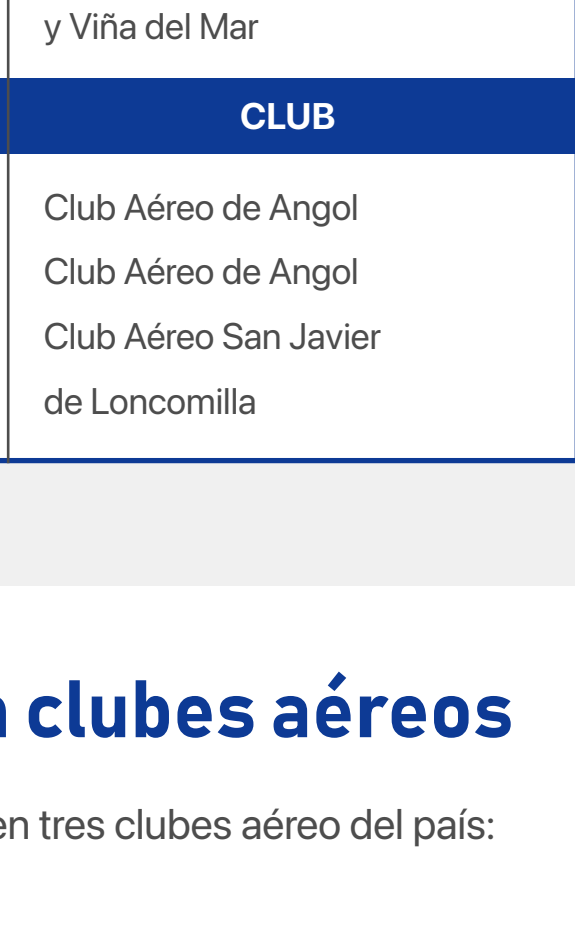 y Viña del Mar
CLUB
Club Aéreo de Angol
Club Aéreo de Angol
Club Aéreo San Javier
de Loncomilla
clubes aéreos
en tres clubes aéreo del país: